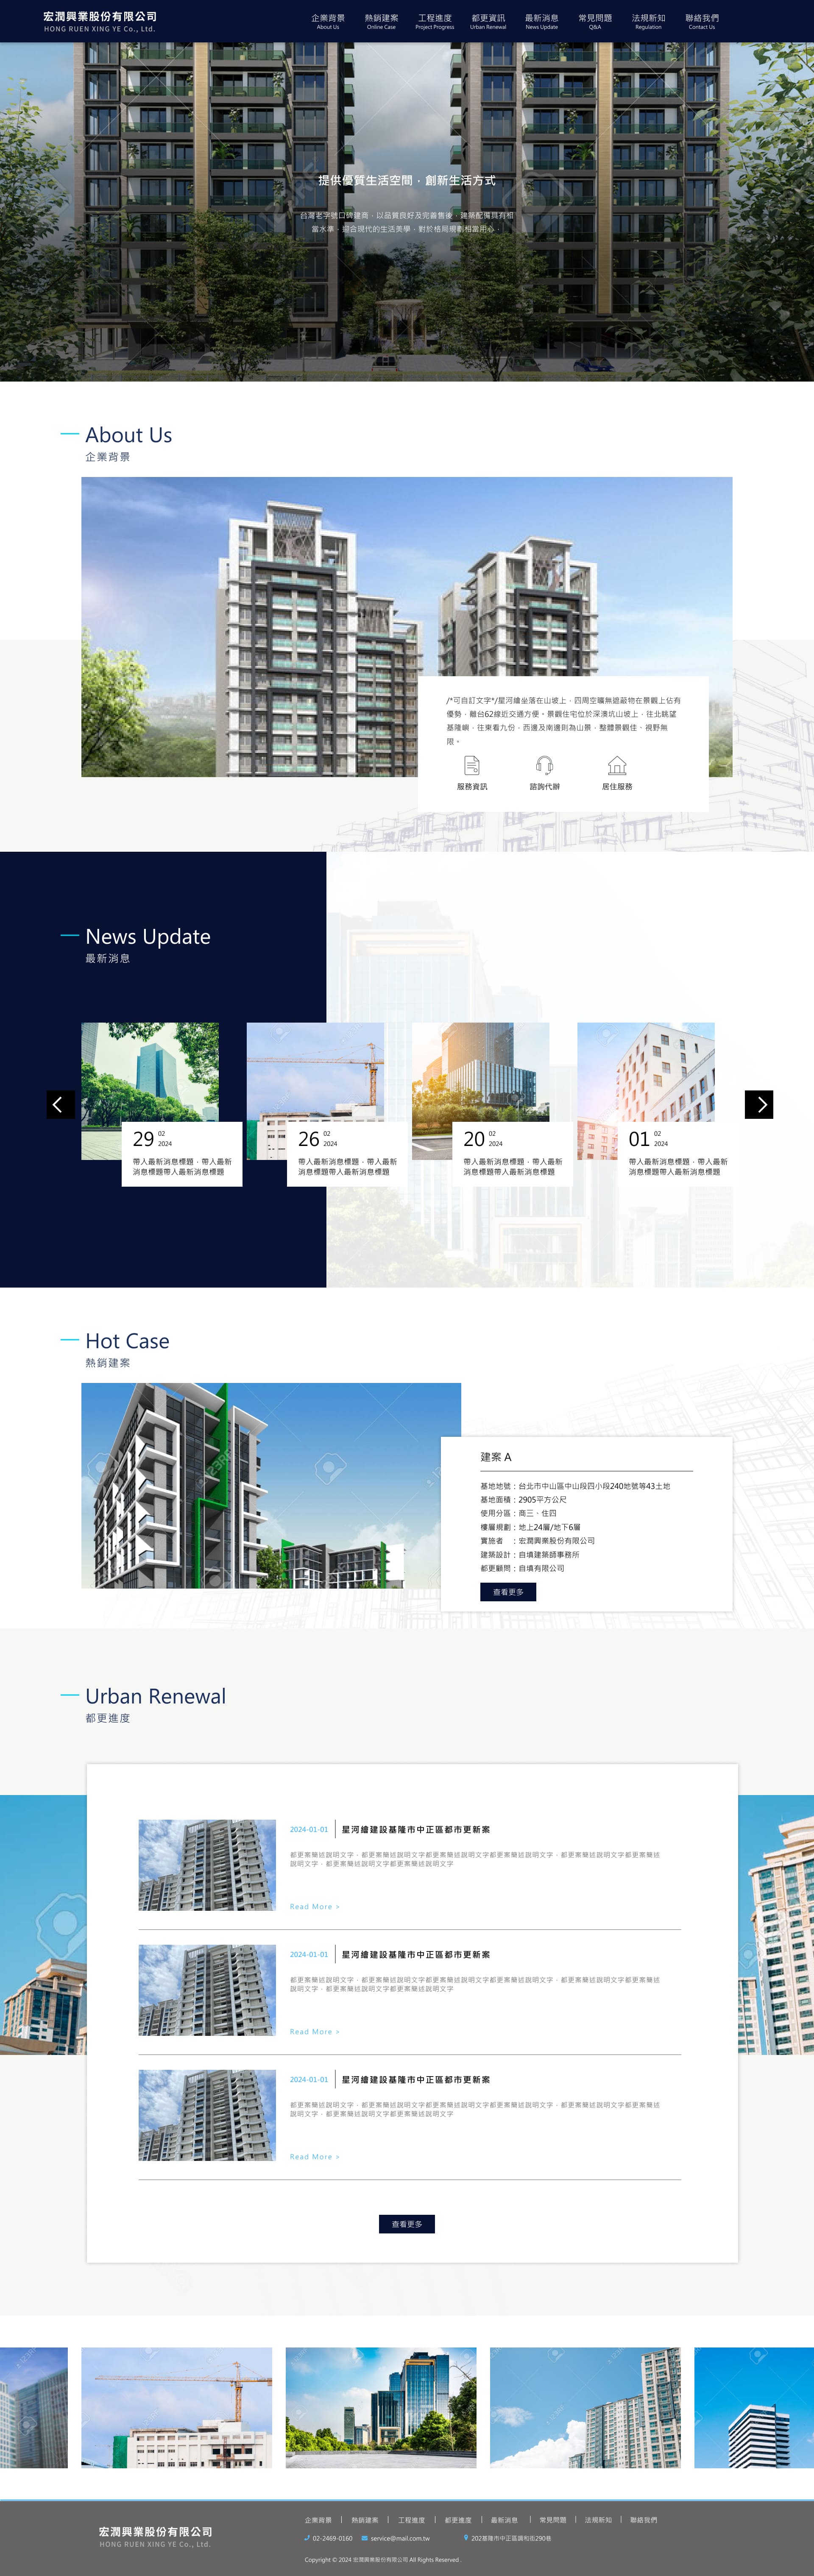 宏潤興業股份有限公司
HONG RUEN XING YE Co., Ltd.
企業背景 熱銷建案 工程進度 都更資訊 最新消息 常見問題 法規新知 聯絡我們
About Us Online Case Project Progress Urban Renewal News Update Q&A Regulation Contact Us
提供優質生活空間．創新生活方式
台灣老字號口碑建商，以品質良好及完善售後，建築配備具有相
當水準，迎合現代的生活美學，對於格局規劃相當用心，
About Us
企業背景
/*可自訂文字*/星河繪坐落在山坡上，四周空曠無遮蔽物在景觀上佔有
優勢，離台62線近交通方便。景觀住宅位於深澳坑山坡上，往北眺望
基隆嶼，往東看九份，西邊及南邊則為山景，整體景觀佳、視野無
限。
服務資訊 諮詢代辦 居住服務
News Update
最新消息
29 02 2024
帶入最新消息標題，帶入最新
消息標題帶入最新消息標題
26 02 2024
帶入最新消息標題，帶入最新
消息標題帶入最新消息標題
20 02 2024
帶入最新消息標題，帶入最新
消息標題帶入最新消息標題
01 02 2024
帶入最新消息標題，帶入最新
消息標題帶入最新消息標題
Hot Case
熱銷建案
建案 A
基地地號：台北市中山區中山段四小段240地號等43土地
基地面積：2905平方公尺
使用分區：商三、住四
樓層規劃：地上24層/地下6層
實施者　：宏潤興業股份有限公司
建築設計：自填建築師事務所
都更顧問：自填有限公司
查看更多
Urban Renewal
都更進度
2024-01-01 星河繪建設基隆市中正區都市更新案
都更案簡述說明文字，都更案簡述說明文字都更案簡述說明文字都更案簡述說明文字，都更案簡述說明文字都更案簡述
說明文字，都更案簡述說明文字都更案簡述說明文字
Read More >
2024-01-01 星河繪建設基隆市中正區都市更新案
都更案簡述說明文字，都更案簡述說明文字都更案簡述說明文字都更案簡述說明文字，都更案簡述說明文字都更案簡述
說明文字，都更案簡述說明文字都更案簡述說明文字
Read More >
2024-01-01 星河繪建設基隆市中正區都市更新案
都更案簡述說明文字，都更案簡述說明文字都更案簡述說明文字都更案簡述說明文字，都更案簡述說明文字都更案簡述
說明文字，都更案簡述說明文字都更案簡述說明文字
Read More >
查看更多
企業背景 | 熱銷建案 | 工程進度 | 都更進度 | 最新消息 | 常見問題 | 法規新知 | 聯絡我們
宏潤興業股份有限公司
HONG RUEN XING YE Co., Ltd.
02-2469-0160 service@mail.com.tw 202基隆市中正區調和街290巷
Copyright © 2024 宏潤興業股份有限公司 All Rights Reserved.